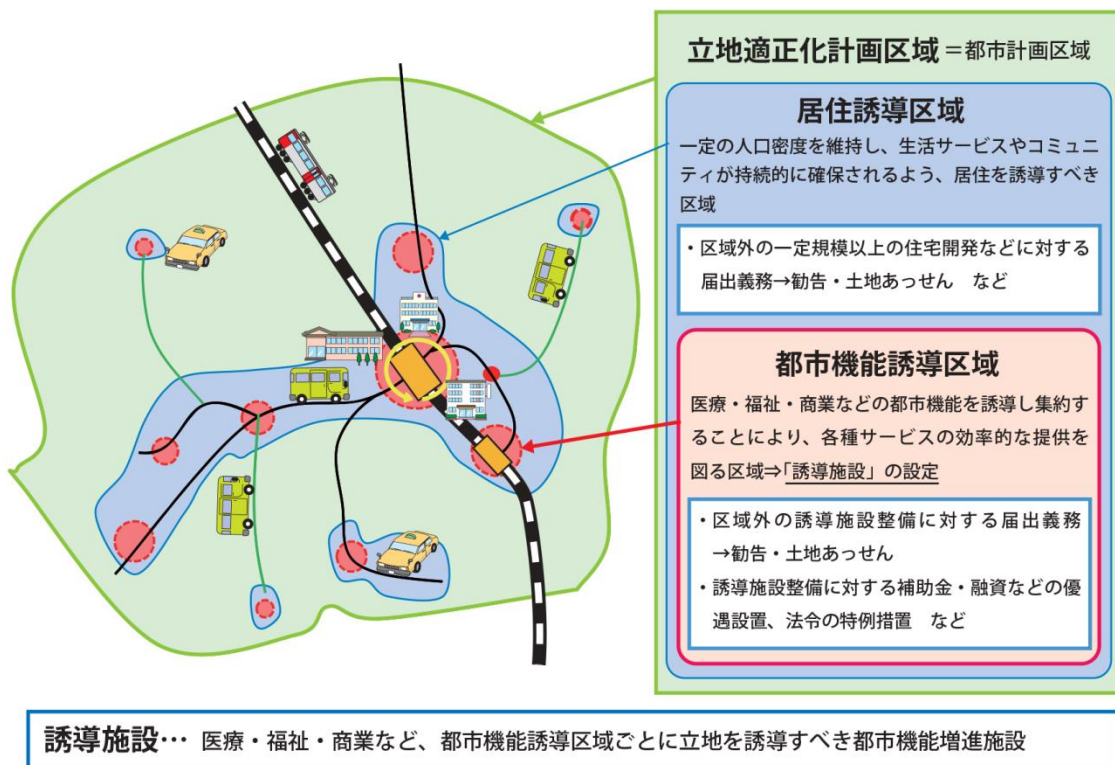 立地適正化計画区域＝都市計画区域
居住誘導区域
一定の人口密度を維持し、生活サービスやコミュニ
ティが持続的に確保されるよう、居住を誘導すべき
区域
・区域外の一定規模以上の住宅開発などに対する
届出義務→勧告・土地あっせん　など
都市機能誘導区域
医療・福祉・商業などの都市機能を誘導し集約す
ることにより、各種サービスの効率的な提供を
図る区域⇒「誘導施設」の設定
・区域外の誘導施設整備に対する届出義務
→勧告・土地あっせん
・誘導施設整備に対する補助金・融資などの優
遇設置、法令の特例措置　など
誘導施設… 医療・福祉・商業など、都市機能誘導区域ごとに立地を誘導すべき都市機能増進施設